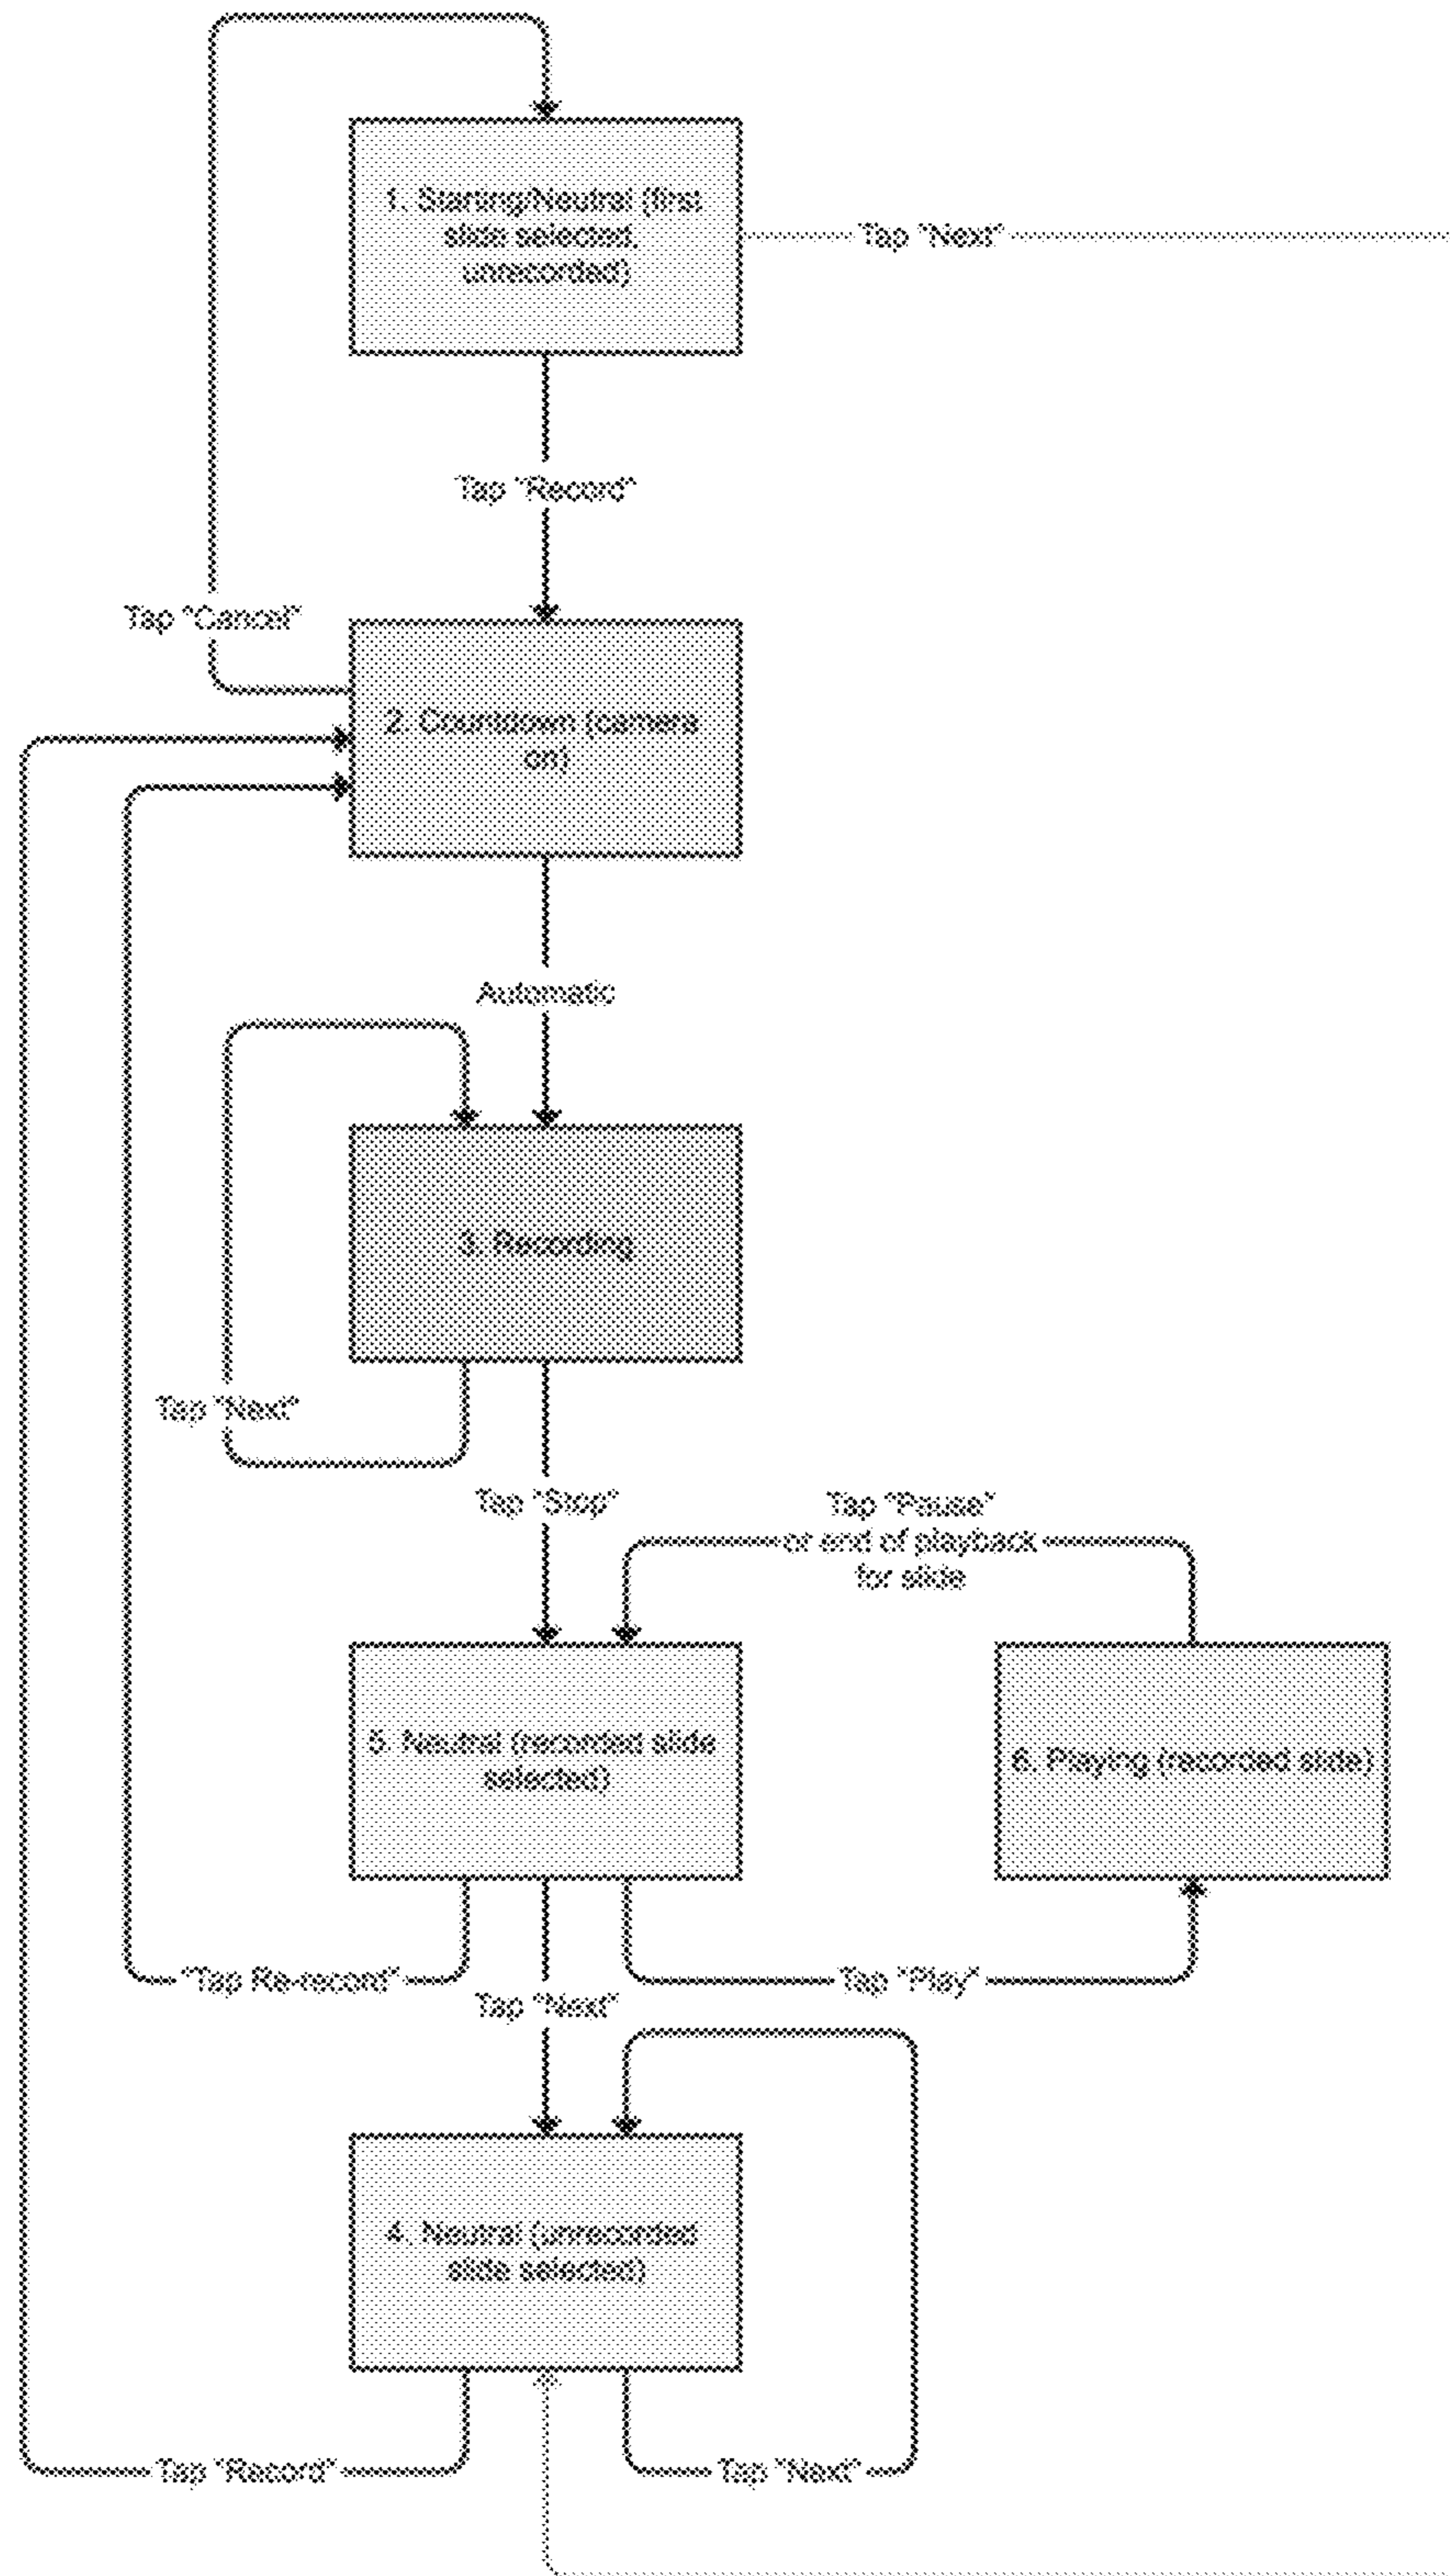 1. Starting/Neutral (first
slide selected,
unrecorded)
Tap "Next"
Tap "Record"
Tap "Cancel"
2. Countdown (camera
on)
Automatic
3. Recording
Tap "Next"
Tap "Stop"
Tap "Pause"
or end of playback
for slide
5. Neutral (recorded slide
selected)
6. Playing (recorded slide)
"Tap Re-record"
Tap "Play"
Tap "Next"
4. Neutral (unrecorded
slide selected)
Tap "Record"
Tap "Next"